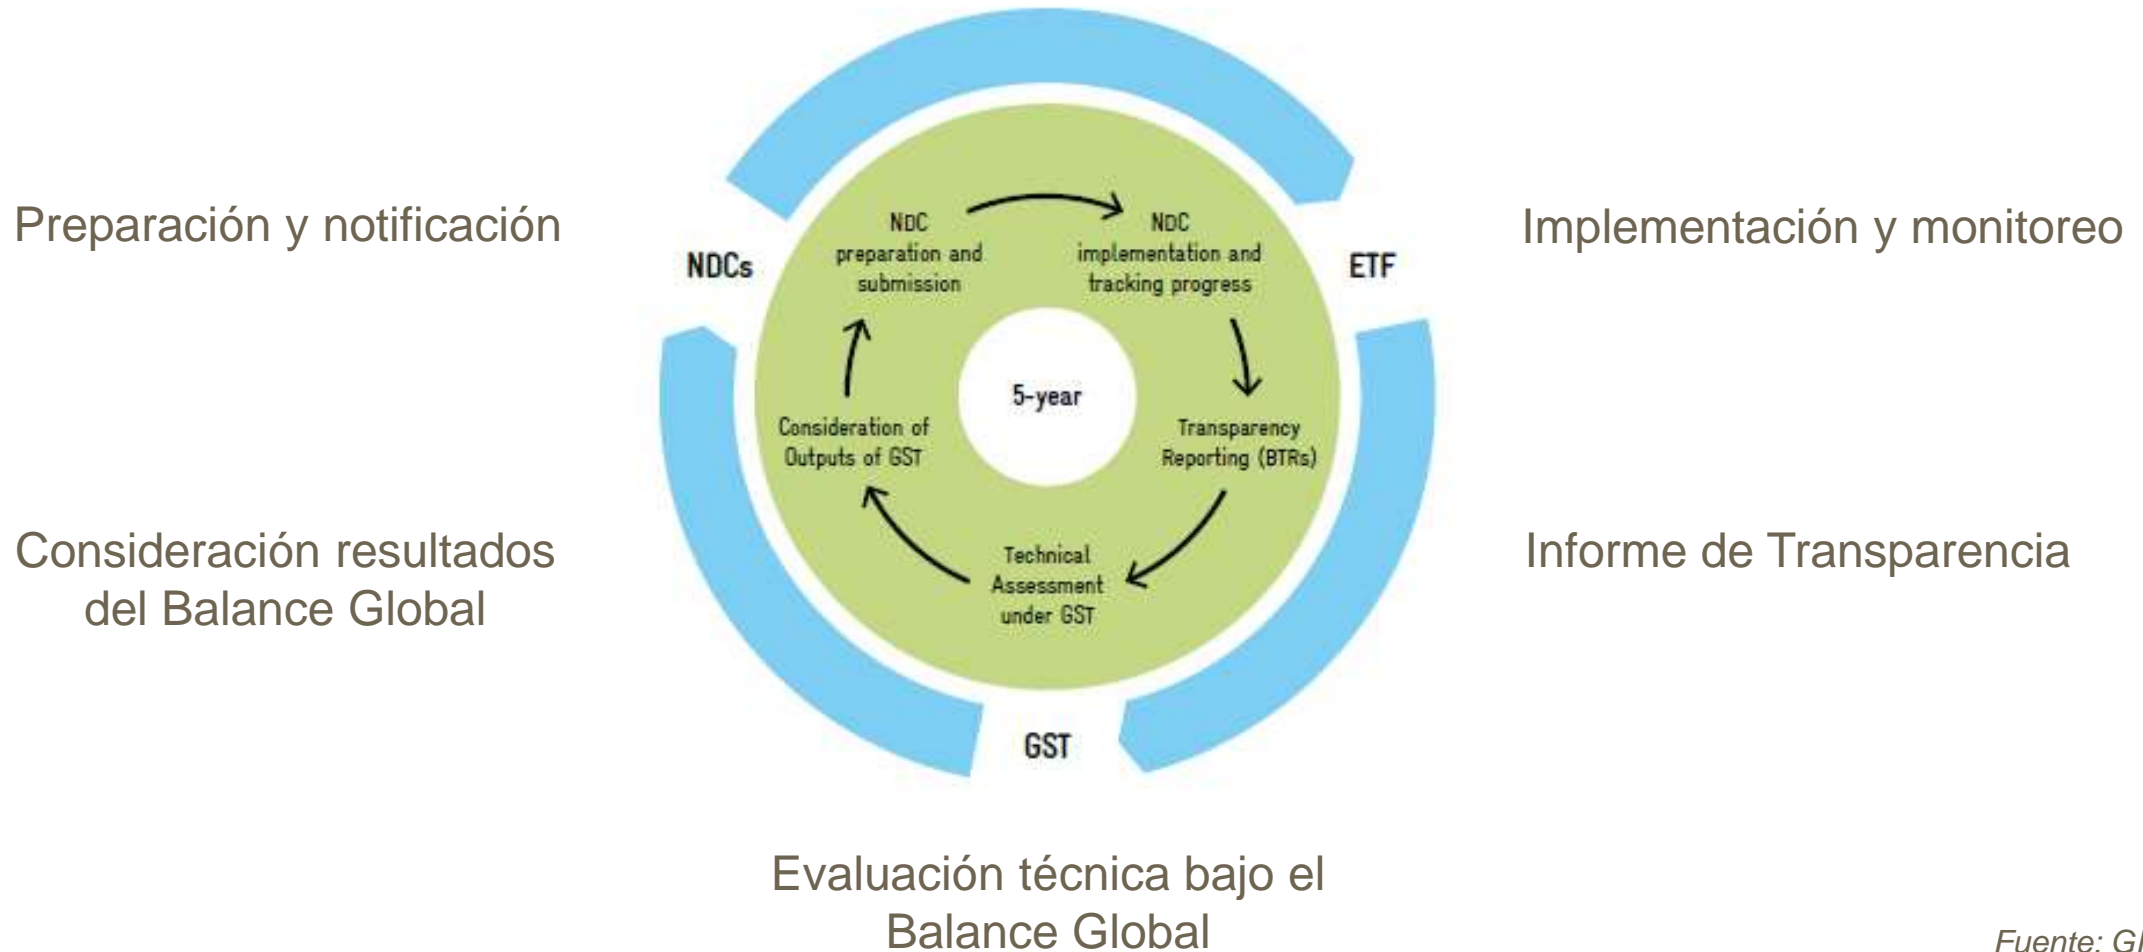 Preparación y notificación
Implementación y monitoreo
NDCs
ETF
NDC
preparation and
submission
NDC
implementation and
tracking progress
5-year
Consideration of
Outputs of GST
Transparency
Reporting (BTRs)
Technical
Assessment
under GST
Consideración resultados
del Balance Global
Informe de Transparencia
GST
Evaluación técnica bajo el
Balance Global
Fuente: